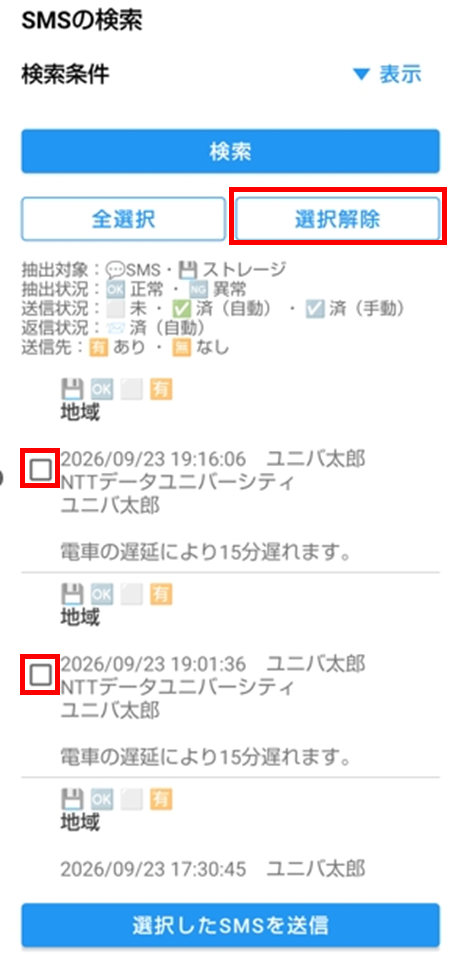 SMSの検索
検索条件 ▼ 表示
検索
全選択 選択解除
抽出対象：💬SMS・💾 ストレージ
抽出状況：🆗 正常 ・ 🆖 異常
送信状況：⬜ 未 ・ ✅ 済（自動） ・ ☑️ 済（手動）
返信状況：📨 済（自動）
送信先：🈶 あり ・ 🈚 なし
💾 🆗 ⬜ 🈶
地域
2026/09/23 19:16:06 ユニバ太郎
NTTデータユニバーシティ
ユニバ太郎
電車の遅延により15分遅れます。
💾 🆗 ⬜ 🈶
地域
2026/09/23 19:01:36 ユニバ太郎
NTTデータユニバーシティ
ユニバ太郎
電車の遅延により15分遅れます。
💾 🆗 ⬜ 🈶
地域
2026/09/23 17:30:45 ユニバ太郎
選択したSMSを送信